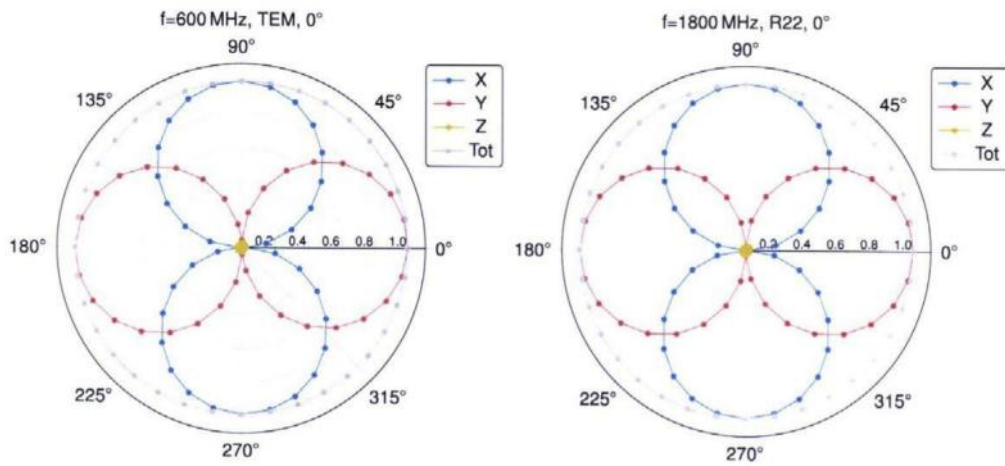 f=600 MHz, TEM, 0°
90°
135°
45°
X
Y
Z
Tot
180°
0.2 0.4 0.6 0.8 1.0
0°
225°
315°
270°
f=1800 MHz, R22, 0°
90°
135°
45°
X
Y
Z
Tot
180°
0.2 0.4 0.6 0.8 1.0
0°
225°
315°
270°